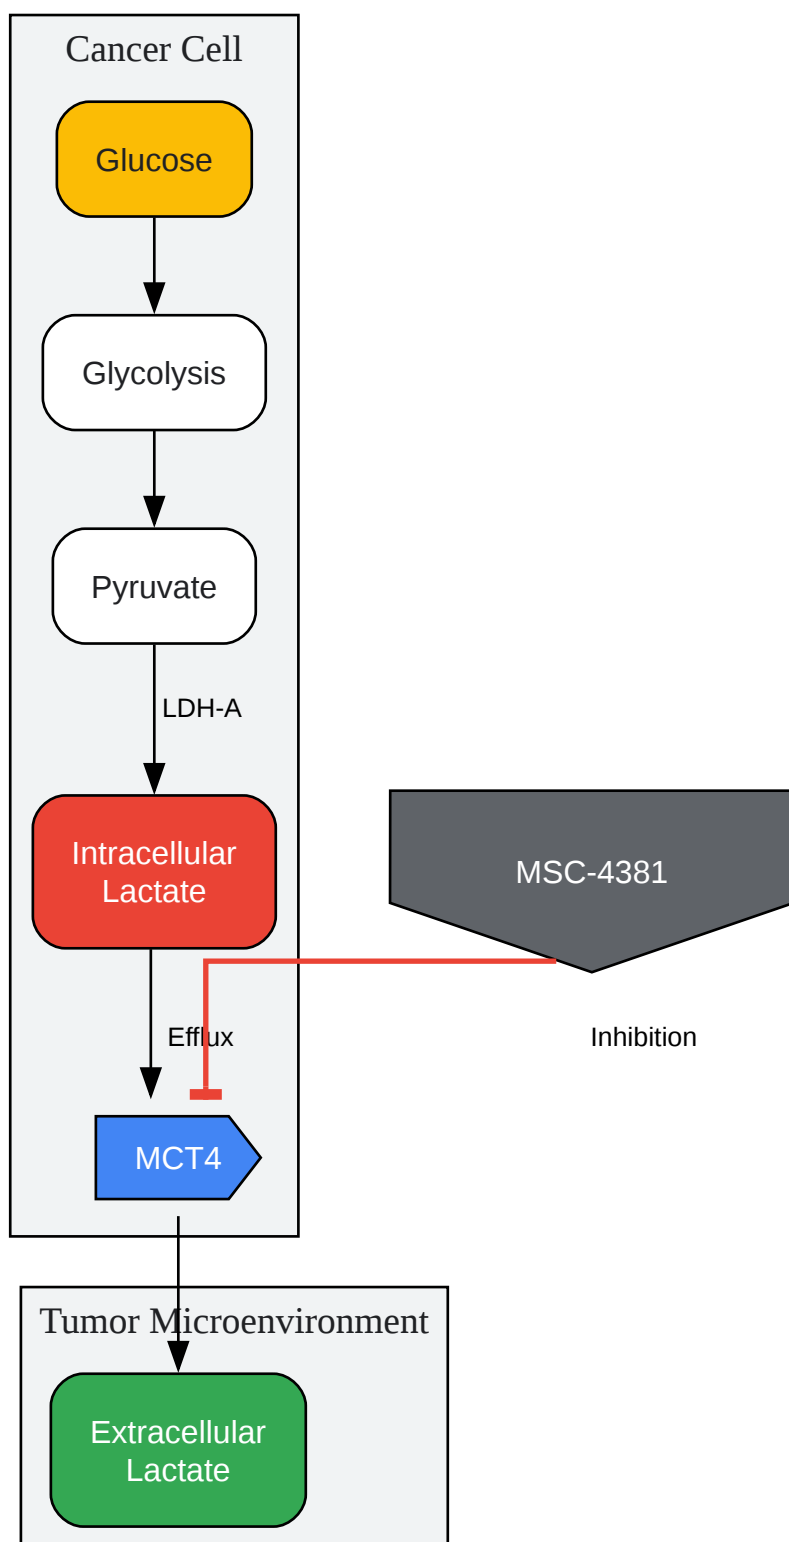 Cancer Cell
Glucose
Glycolysis
Pyruvate
LDH-A
Intracellular
Lactate
MSC-4381
Efflux
Inhibition
MCT4
Tumor Microenvironment
Extracellular
Lactate